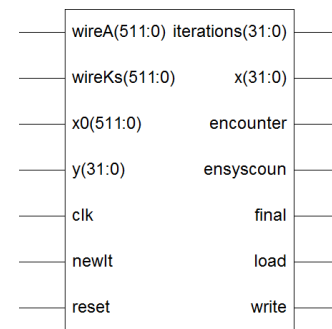 wireA(511:0) iterations(31:0)
wireKs(511:0) x(31:0)
x0(511:0) encounter
y(31:0) ensyscoun
clk final
newIt load
reset write